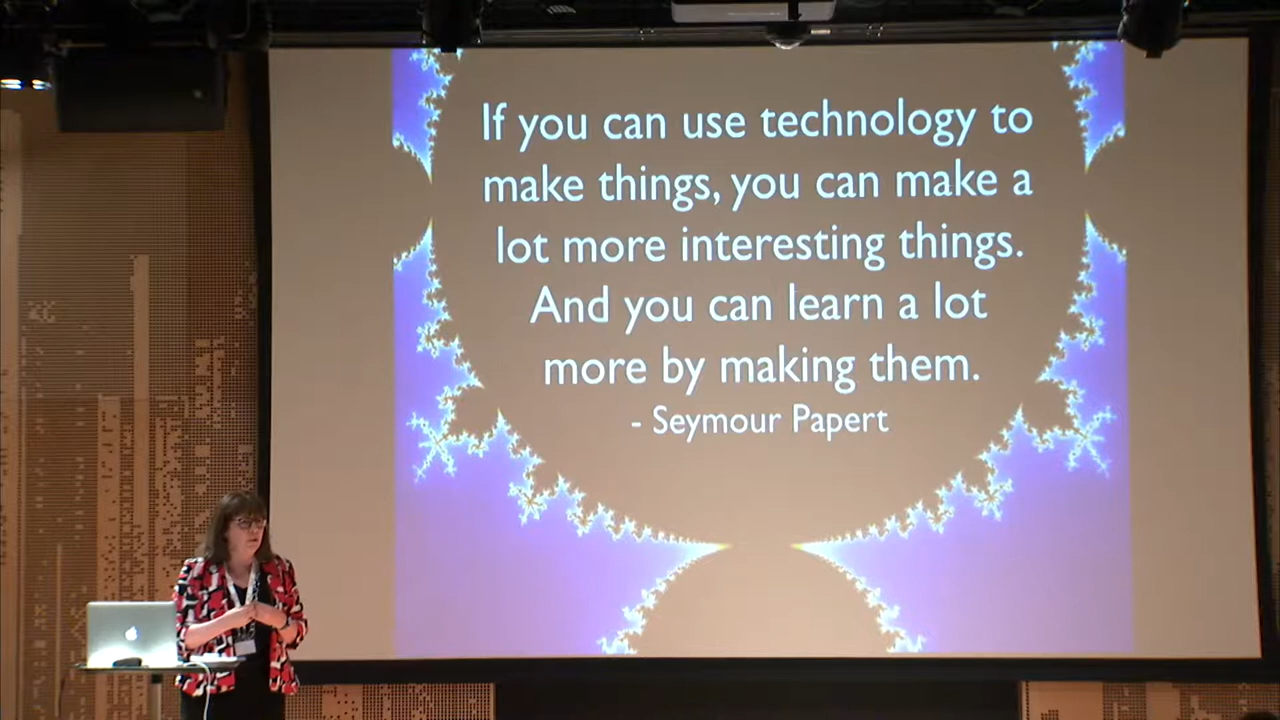 If you can use technology to
make things, you can make a
lot more interesting things.
And you can learn a lot
more by making them.
- Seymour Papert